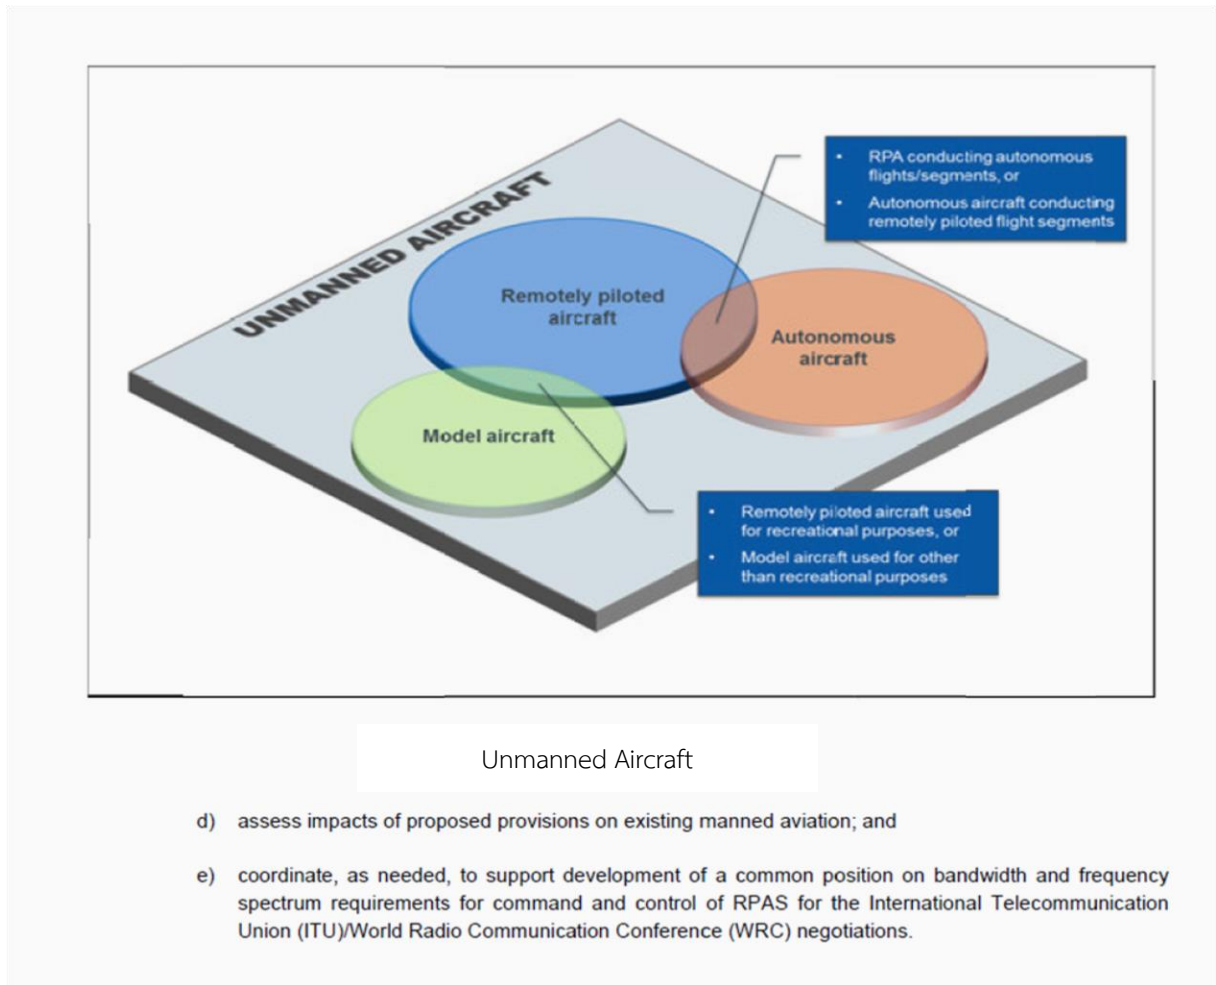 UNMANNED AIRCRAFT
• RPA conducting autonomous
flights/segments, or
• Autonomous aircraft conducting
remotely piloted flight segments
Remotely piloted
aircraft
Autonomous
aircraft
Model aircraft
• Remotely piloted aircraft used
for recreational purposes, or
• Model aircraft used for other
than recreational purposes
Unmanned Aircraft
d) assess impacts of proposed provisions on existing manned aviation; and
e) coordinate, as needed, to support development of a common position on bandwidth and frequency
spectrum requirements for command and control of RPAS for the International Telecommunication
Union (ITU)/World Radio Communication Conference (WRC) negotiations.